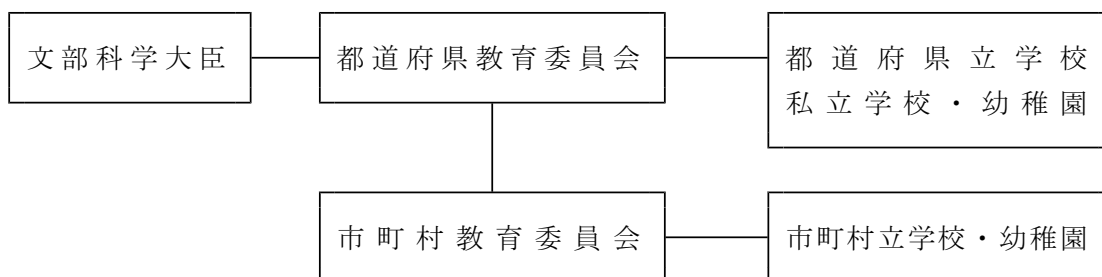 文部科学大臣
都道府県教育委員会
都道府県立学校
私立学校・幼稚園
市町村教育委員会
市町村立学校・幼稚園